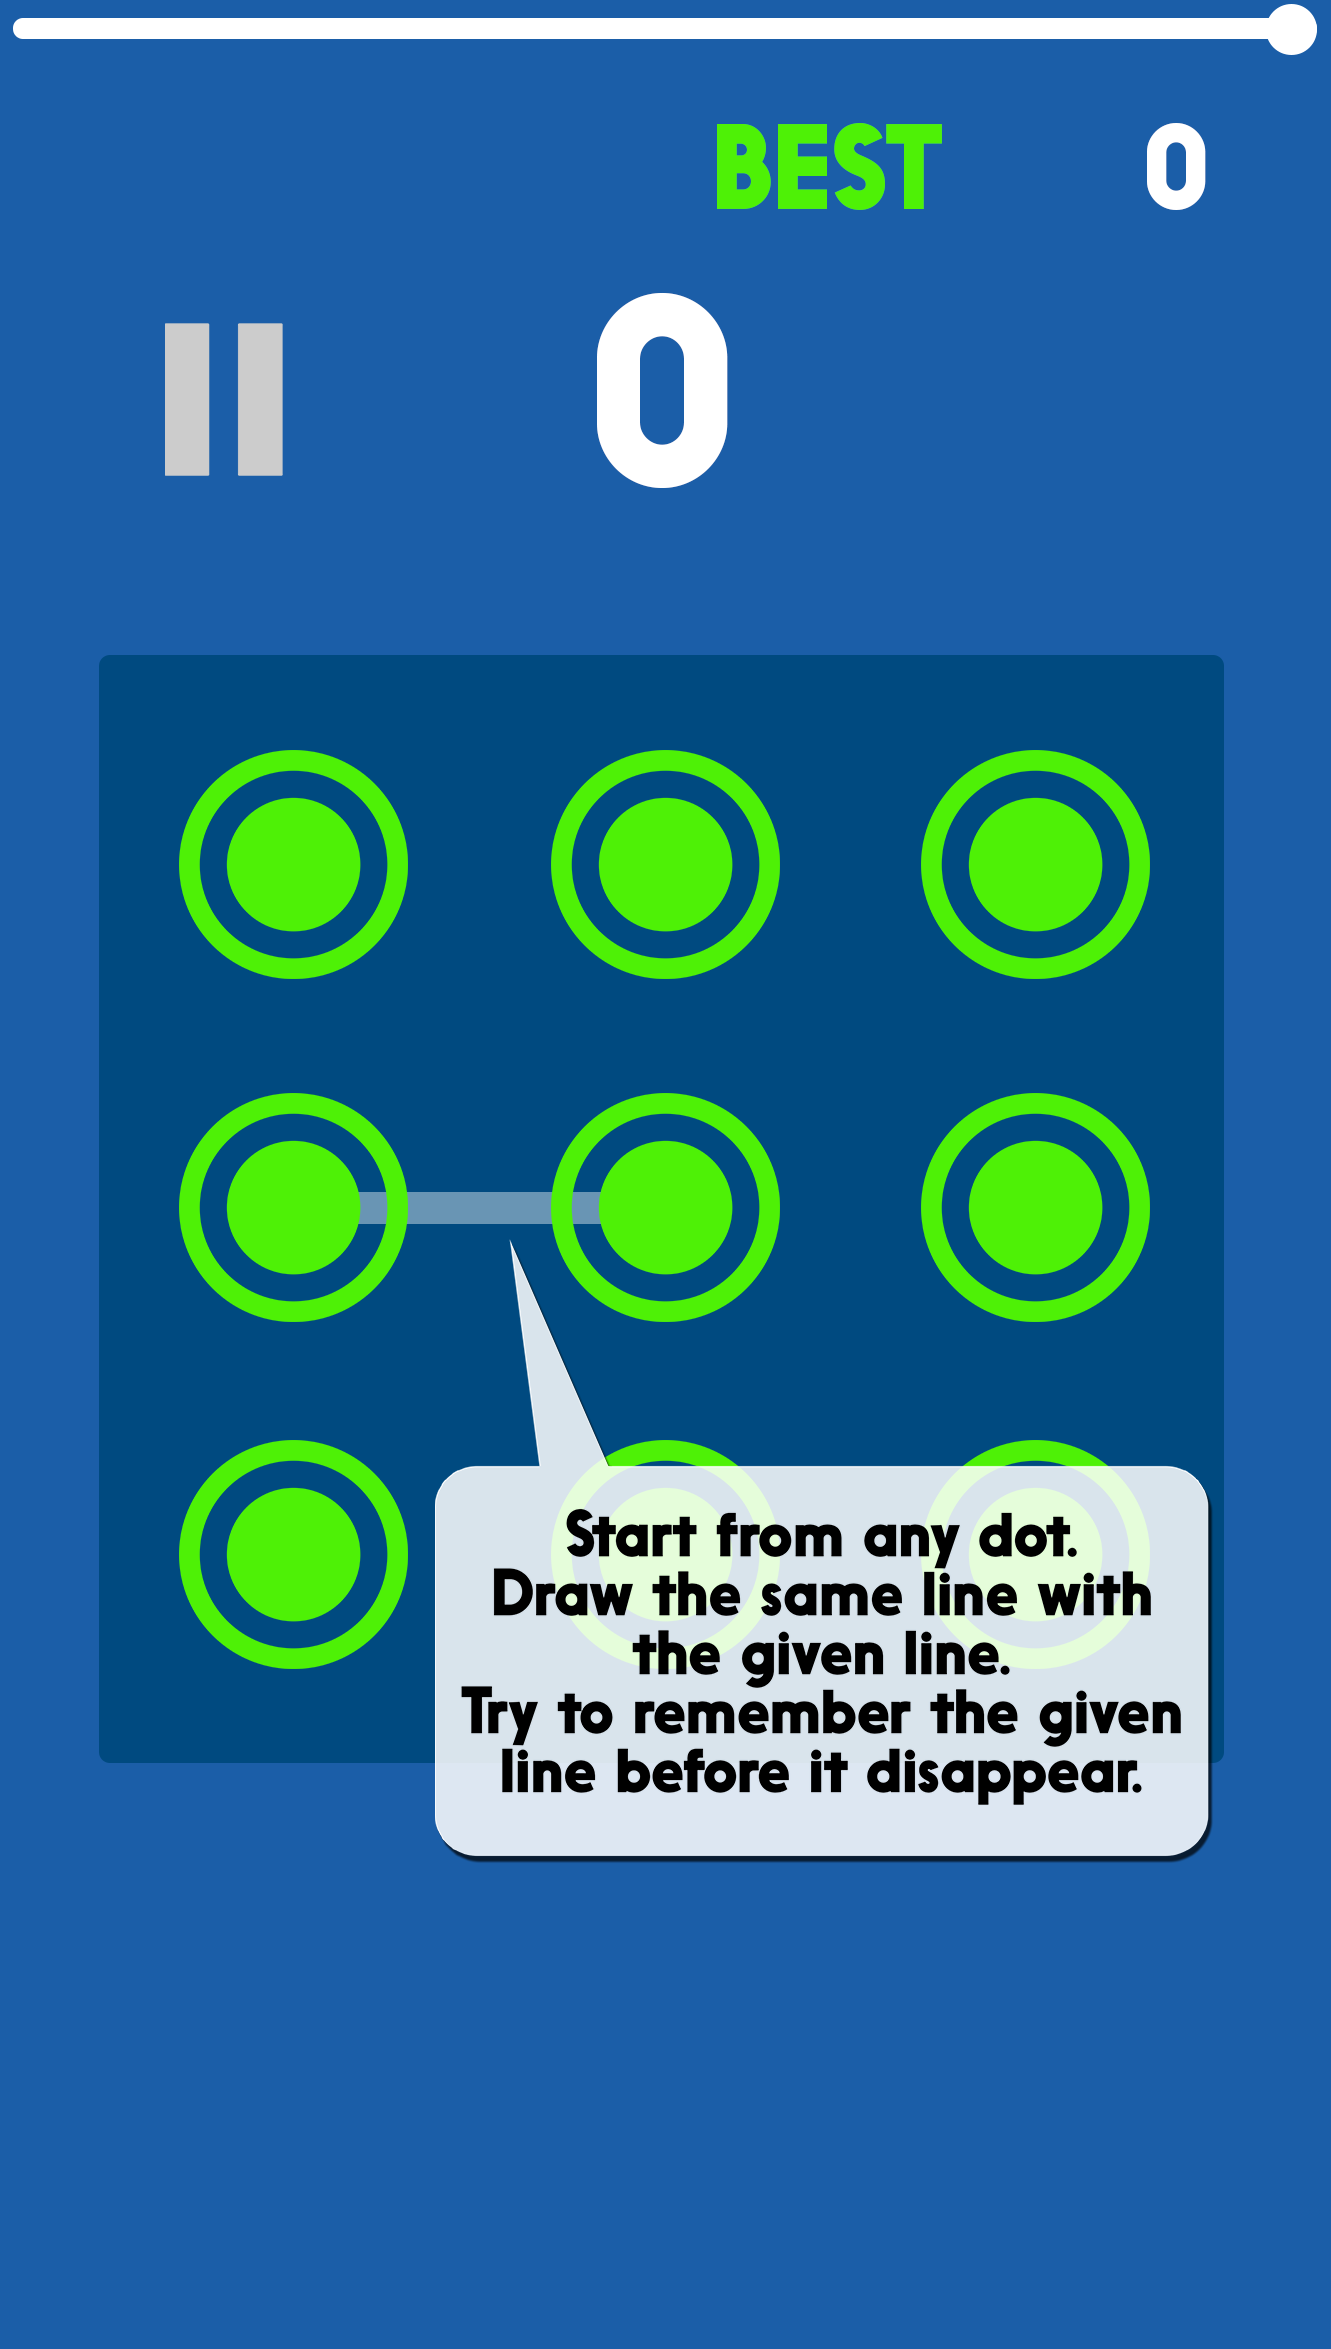 BEST 0
0
Start from any dot.
Draw the same line with
the given line.
Try to remember the given
line before it disappear.